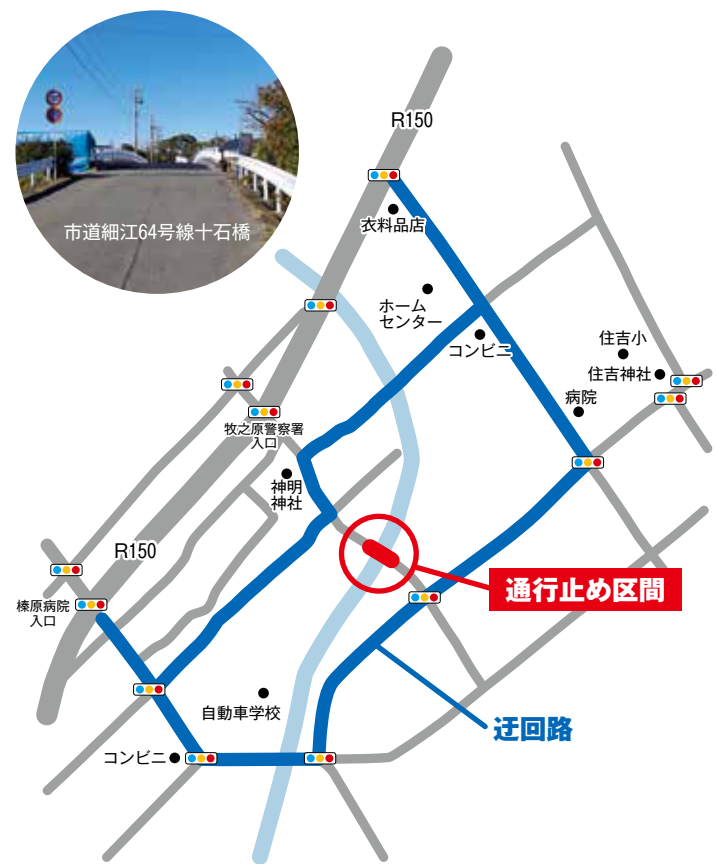 R150
衣料品店
市道細江64号線十石橋
ホーム
センター
コンビニ
住吉小
住吉神社
病院
牧之原警察署
入口
神明
神社
R150
通行止め区間
榛原病院
入口
自動車学校
迂回路
コンビニ